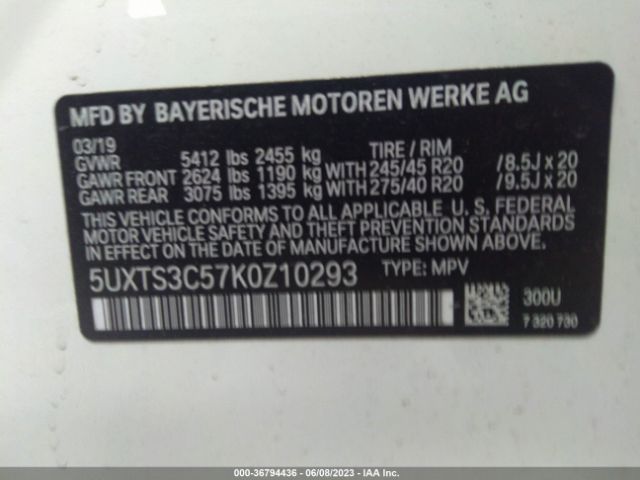 MFD BY BAYERISCHE MOTOREN WERKE AG
03/19 TIRE / RIM
GVWR 5412 lbs 2455 kg
GAWR FRONT 2624 lbs 1190 kg WITH 245/45 R20 /8.5J x 20
GAWR REAR 3075 lbs 1395 kg WITH 275/40 R20 /9.5J x 20
THIS VEHICLE CONFORMS TO ALL APPLICABLE U. S. FEDERAL
MOTOR VEHICLE SAFETY AND THEFT PREVENTION STANDARDS
IN EFFECTS ON THE DATE OF MANUFACTURE SHOWN ABOVE.
5UXTS3C57K0Z10293 TYPE: MPV
300U
7 320 730
000-36794436 - 06/08/2023 - IAAI.COM